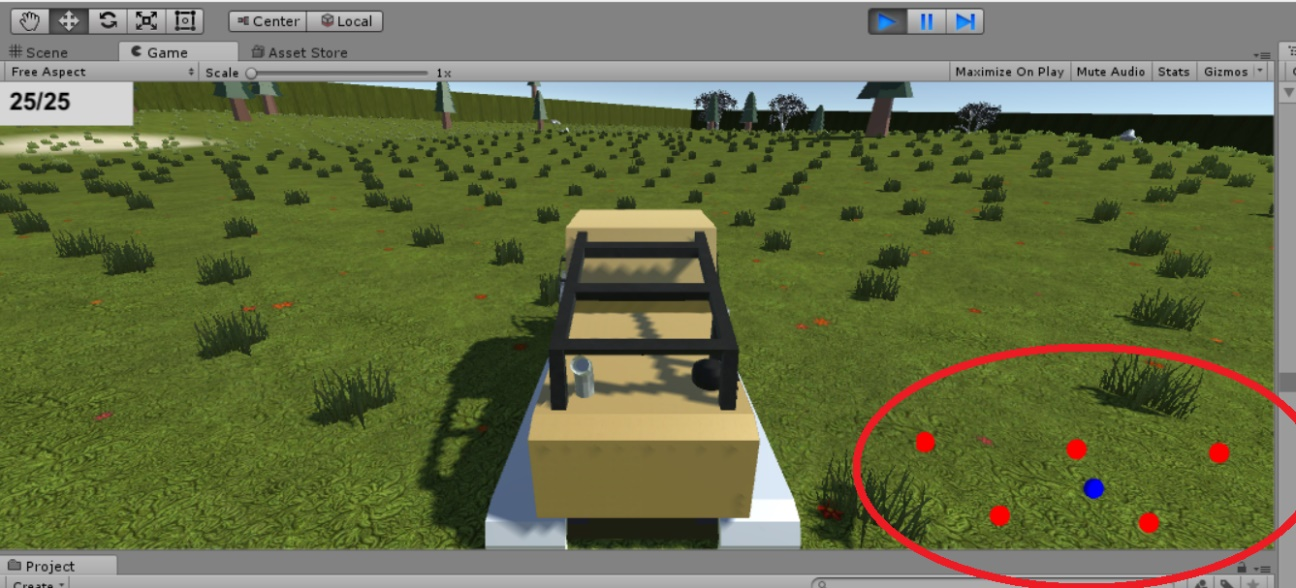 Center Local
Scene Game Asset Store
Free Aspect Scale 1x Maximize On Play Mute Audio Stats Gizmos
25/25
Project
Create